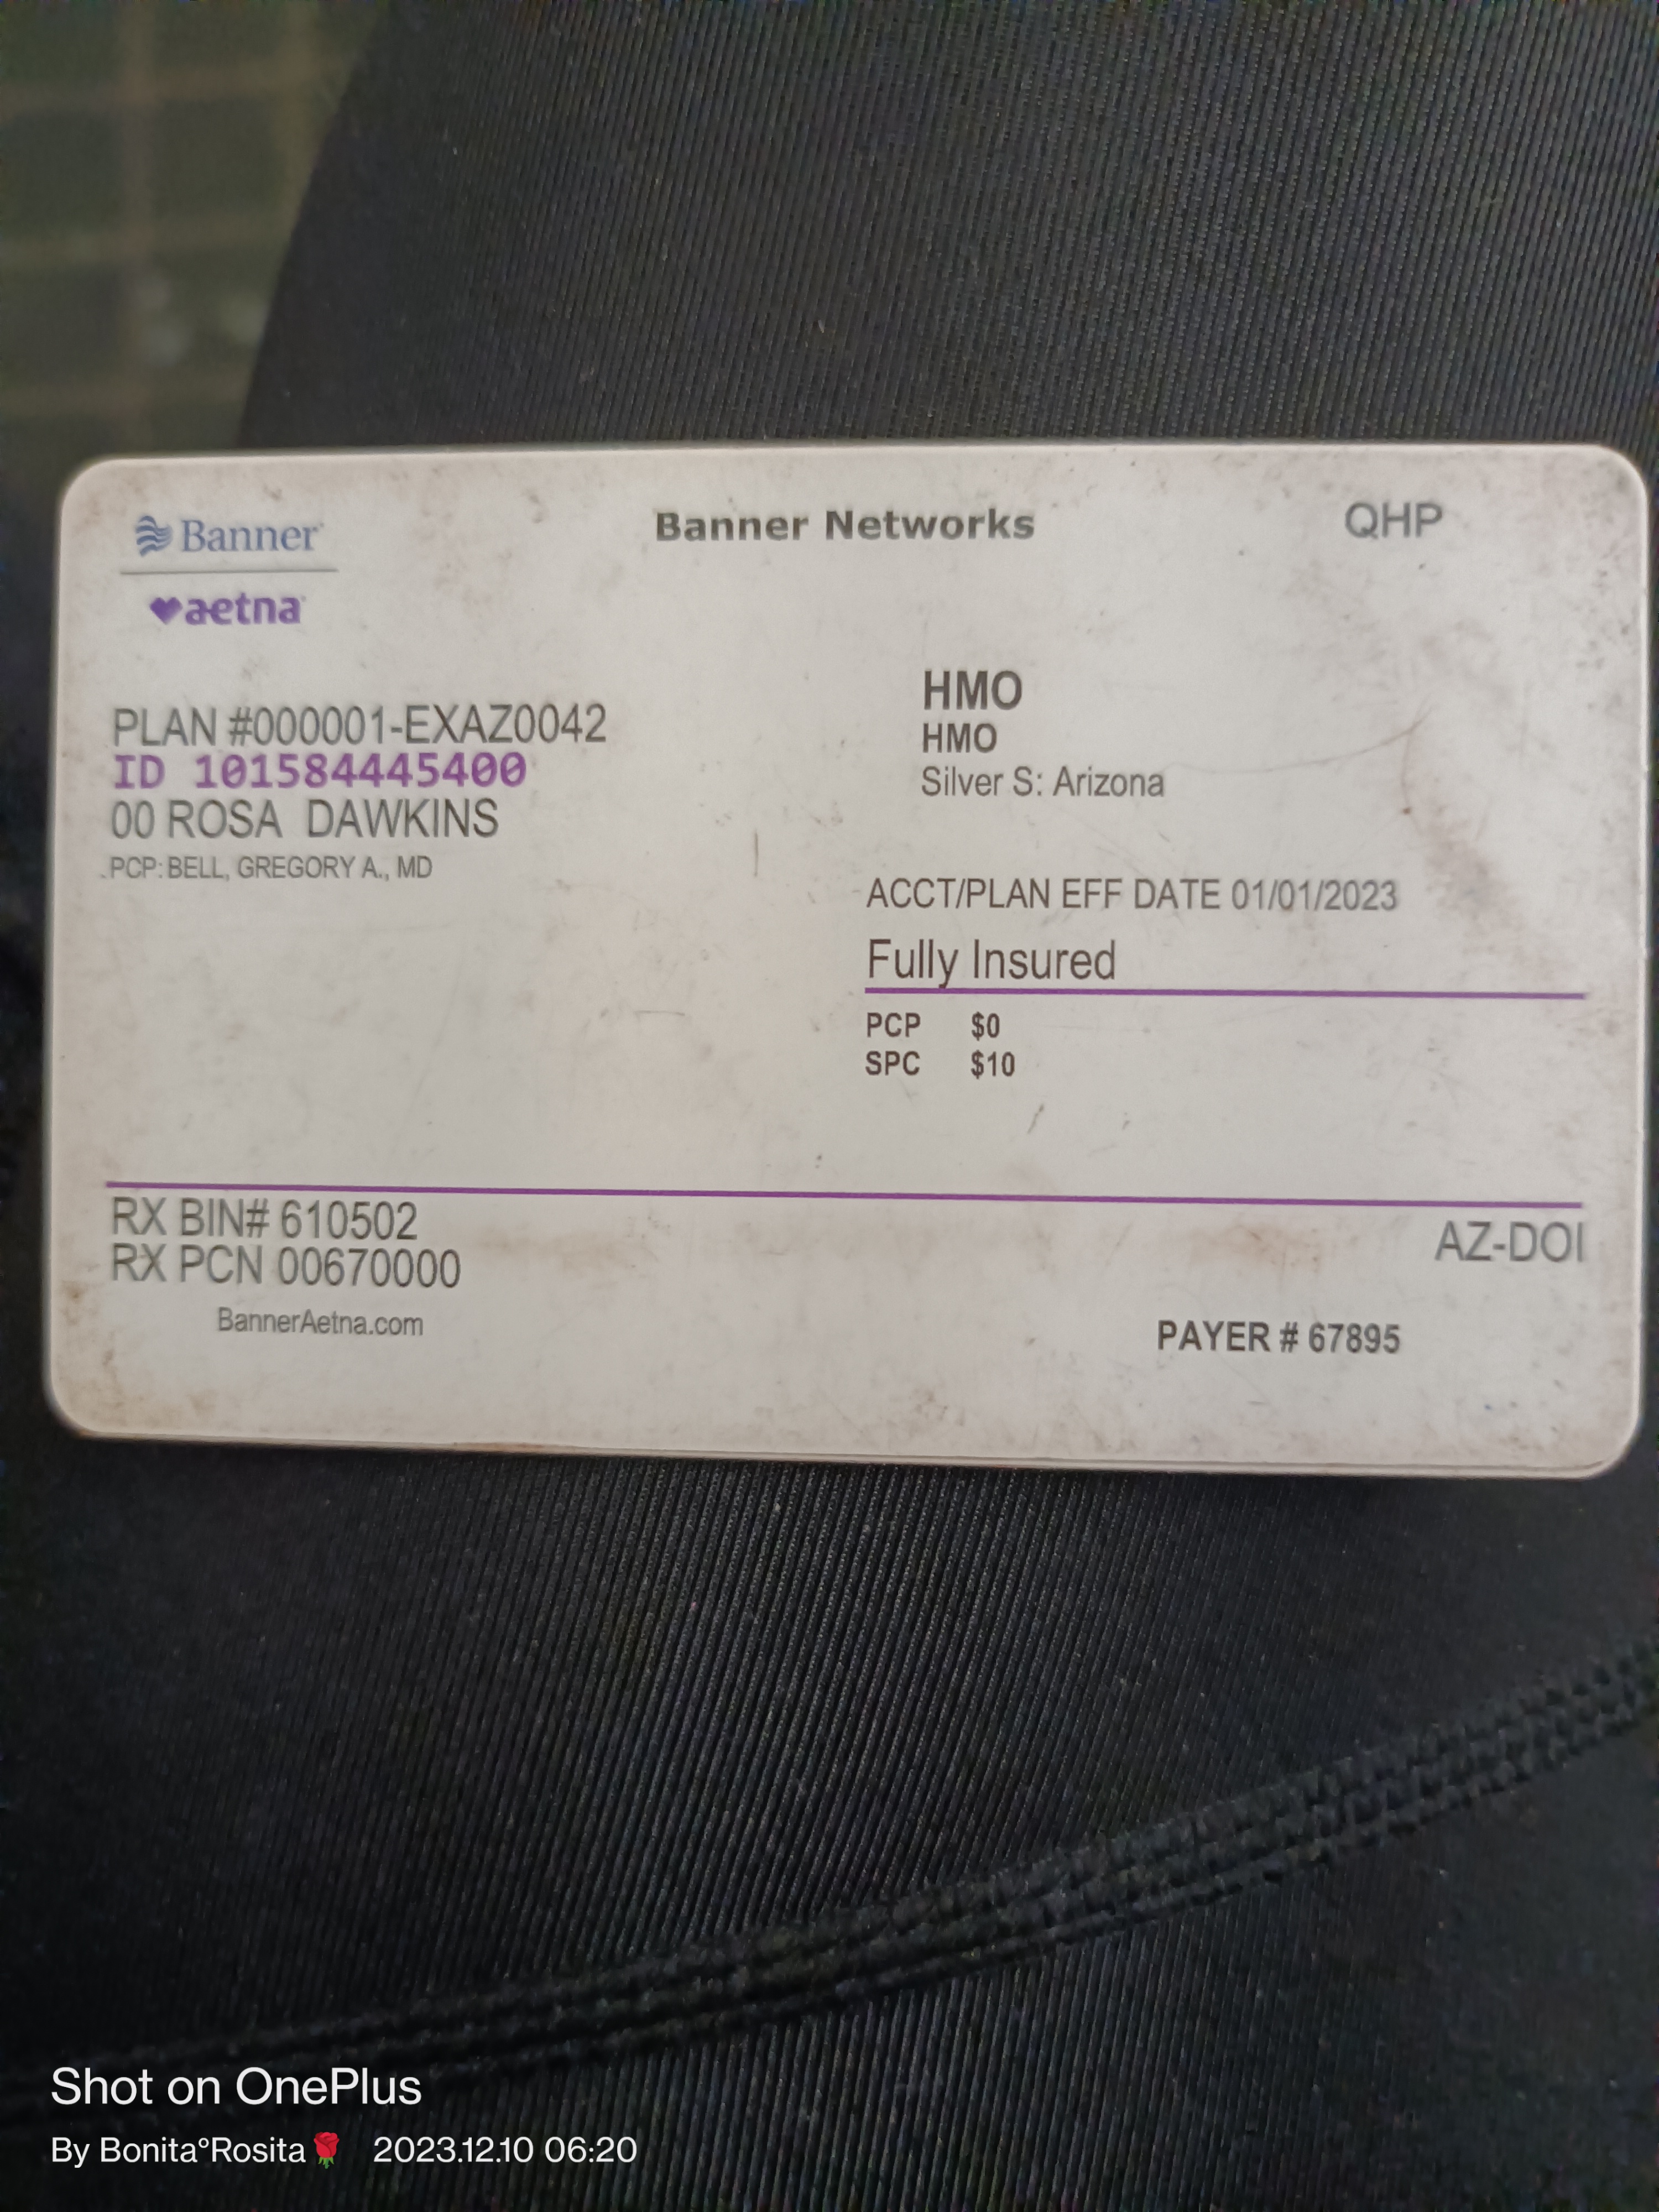 Banner
aetna
Banner Networks
QHP
PLAN #000001-EXAZ0042
ID 101584445400
00 ROSA DAWKINS
PCP: BELL, GREGORY A., MD
HMO
HMO
Silver S: Arizona
ACCT/PLAN EFF DATE 01/01/2023
Fully Insured
PCP $0
SPC $10
RX BIN# 610502
RX PCN 00670000
BannerAetna.com
AZ-DOI
PAYER # 67895
Shot on OnePlus
By Bonita°Rosita🌹 2023.12.10 06:20